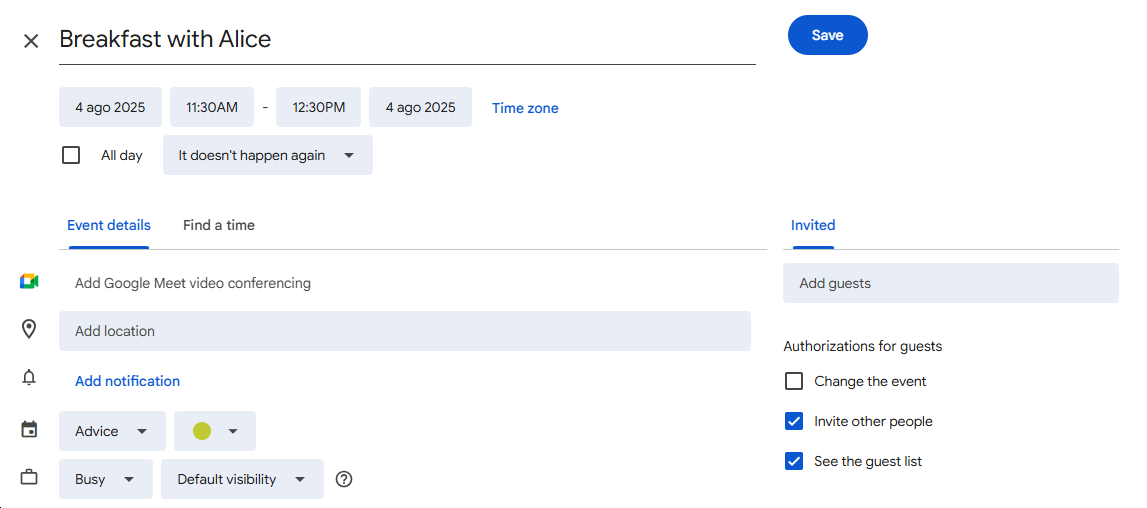 Breakfast with Alice
Save
4 ago 2025 11:30AM - 12:30PM 4 ago 2025 Time zone
All day It doesn't happen again
Event details Find a time
Invited
Add Google Meet video conferencing
Add guests
Add location
Authorizations for guests
Add notification
Change the event
Advice
Invite other people
See the guest list
Busy Default visibility ?